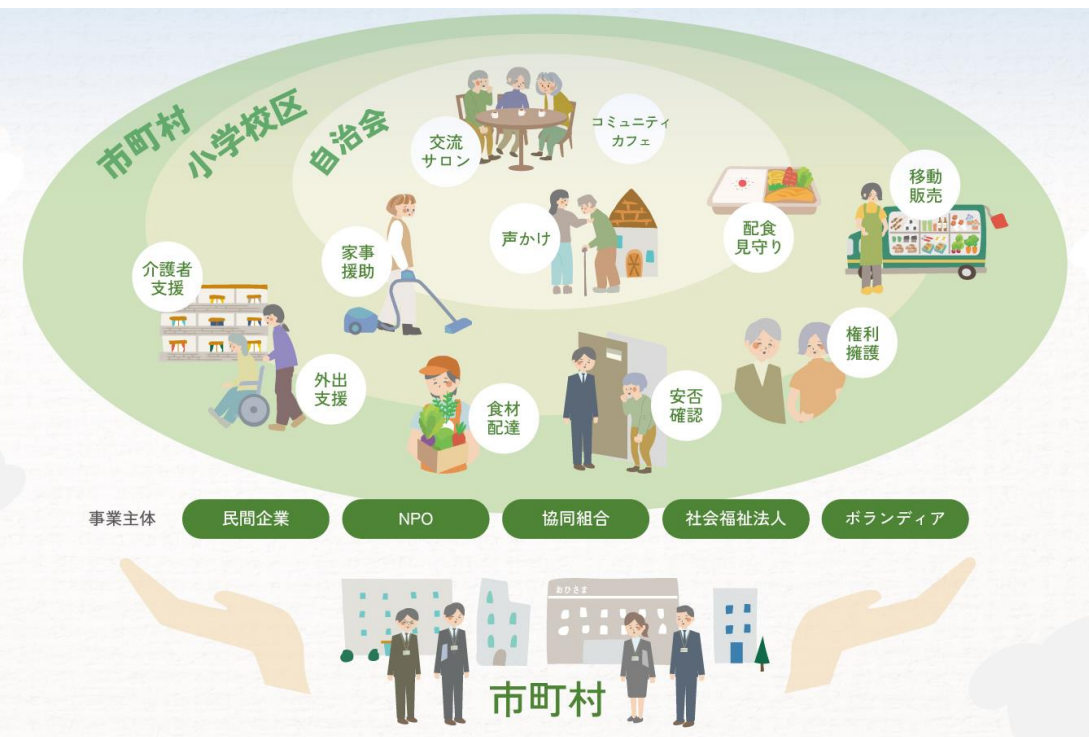 市町村
小学校区
自治会
交流
サロン
コミュニティ
カフェ
移動
販売
声かけ
配食
見守り
家事
援助
介護者
支援
権利
擁護
外出
支援
食材
配達
安否
確認
事業主体
民間企業
NPO
協同組合
社会福祉法人
ボランディア
おひさま
市町村